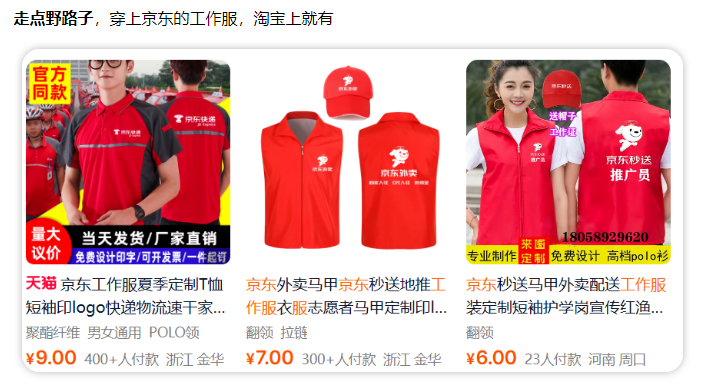 走点野路子，穿上京东的工作服，淘宝上就有
官方
同款
京东快递
京东快递
量大
议价
当天发货/厂家直销
免费设计印字/可开发票/一件起订
京东外卖
京东秒送
送帽子
工作证
京东秒送
推广员
18058929620
专业制作
来图
定制
免费设计 高档polo衫
天猫 京东工作服夏季定制T恤
短袖印logo快递物流速干家...
聚酯纤维 男女通用 POLO领
¥9.00 400+人付款 浙江 金华
京东外卖马甲京东秒送地推工
作服衣服志愿者马甲定制印l...
翻领 拉链
¥7.00 300+人付款 浙江 金华
京东秒送马甲外卖配送工作服
装定制短袖护学岗宣传红渔...
翻领
¥6.00 23人付款 河南 周口